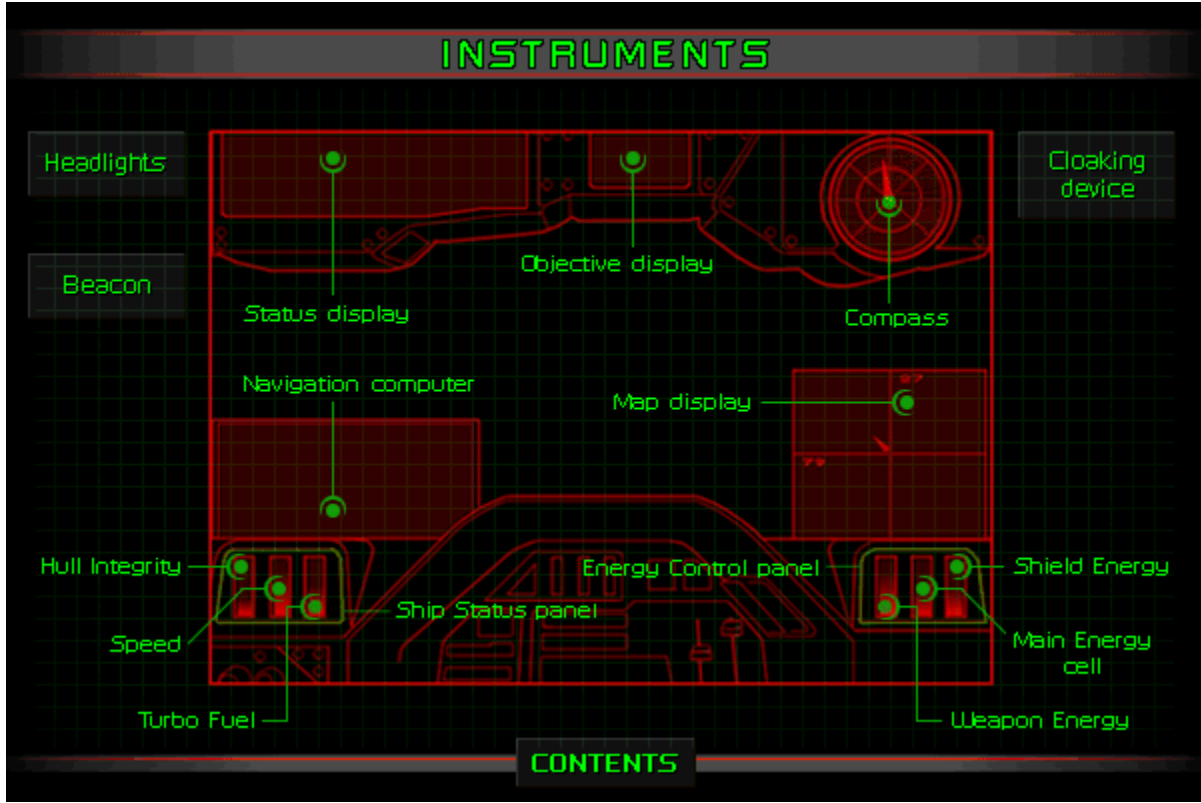 INSTRUMENTS
Headlights
Cloaking
device
Objective display
Beacon
Status display
Compass
Navigation computer
Map display
Hull Integrity
Energy Control panel
Shield Energy
Ship Status panel
Speed
Main Energy
cell
Turbo Fuel
Weapon Energy
CONTENTS